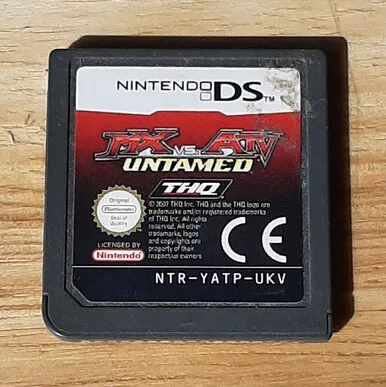 NINTENDO DS™
MX vs. ATV
UNTAMED
THQ
© 2007 THQ Inc. THQ and the THQ logo are
trademarks and/or registered trademarks
of THQ Inc. All rights
reserved. All other
trademarks, logos
and copyrights are
property of their
respective owners
Original
Nintendo
Seal of
Quality
LICENSED BY
Nintendo
CE
NTR-YATP-UKV